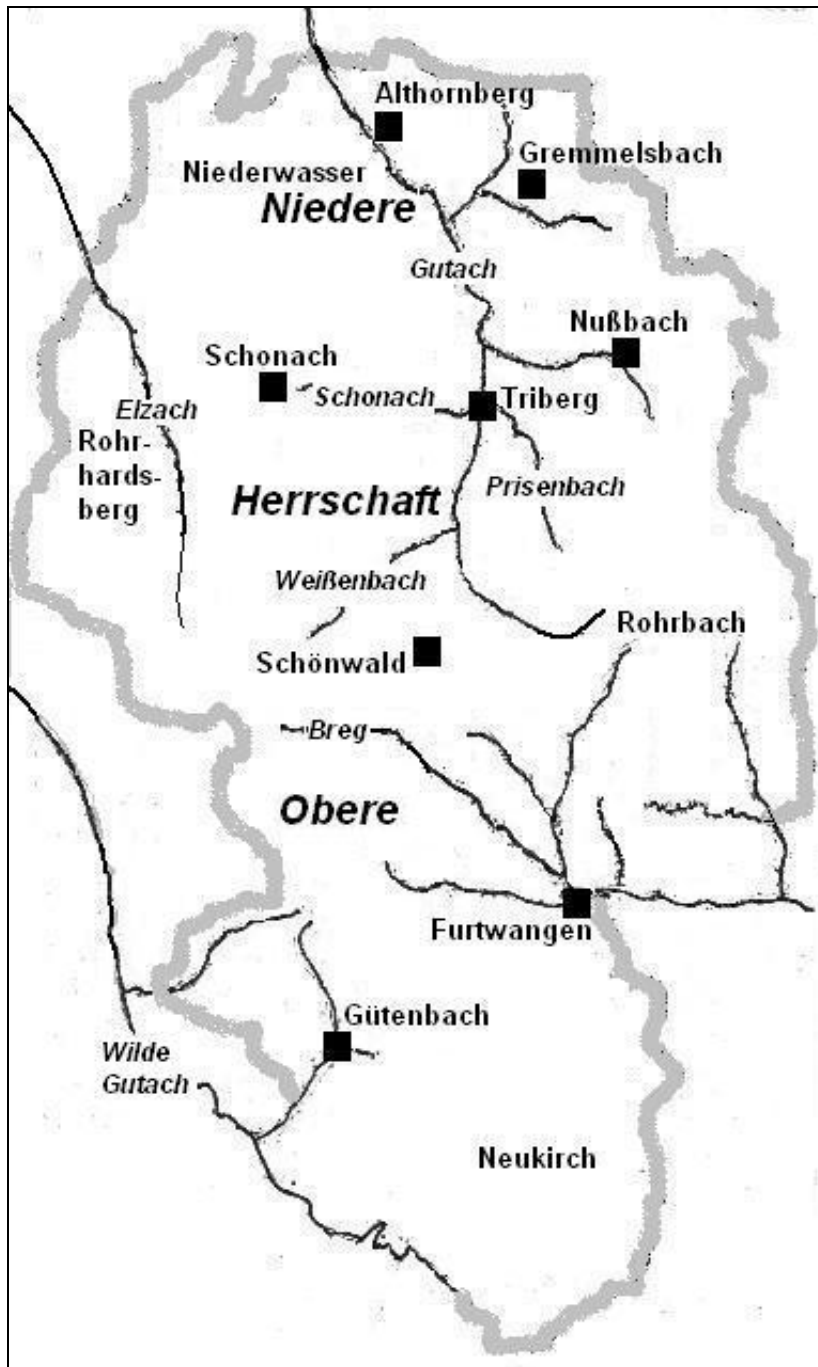 Althornberg
Gremmelsbach
Niederwasser
Niedere
Gutach
Nußbach
Schonach
Schonach
Triberg
Elzach
Rohr-
hards-
berg
Herrschaft
Prisenbach
Weißenbach
Rohrbach
Schönwald
Breg
Obere
Furtwangen
Gütenbach
Wilde
Gutach
Neukirch